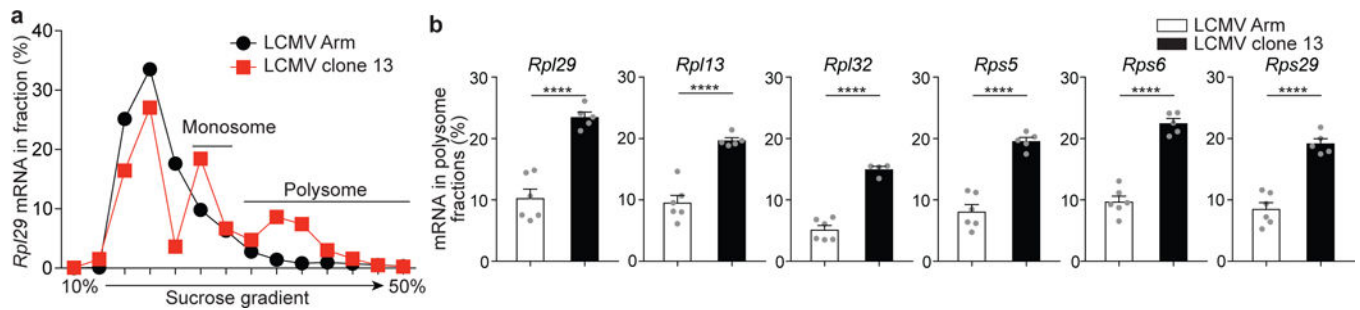 a
Rpl29 mRNA in fraction (%)
40
30
20
10
0
LCMV Arm
LCMV clone 13
Monosome
Polysome
10%
50%
Sucrose gradient
b
LCMV Arm
LCMV clone 13
mRNA in polysome
fractions (%)
Rpl29
****
30
20
10
0
Rpl13
****
30
20
10
0
Rpl32
****
30
20
10
0
Rps5
****
30
20
10
0
Rps6
****
30
20
10
0
Rps29
****
30
20
10
0